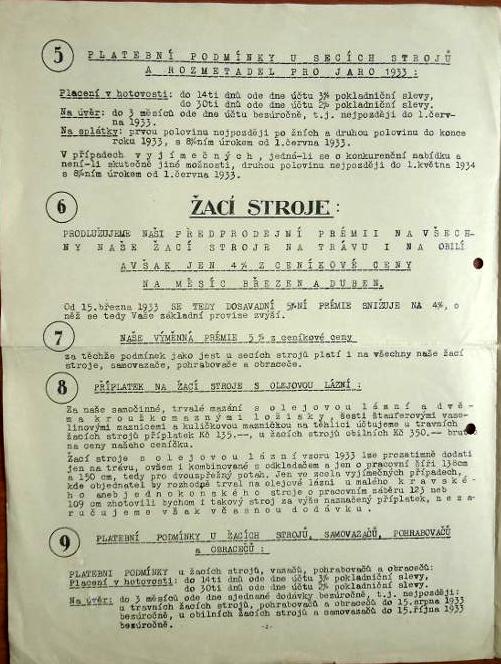 5 PLATEBNÍ PODMÍNKY U SECÍCH STROJŮ
A ROZMETADEL PRO JARO 1933:
Placení v hotovosti: do 14ti dnů ode dne účtu 3% pokladniční slevy,
do 30ti dnů ode dne účtu 2% pokladniční slevy,
Na úvěr: do 3 měsíců ode dne účtu bezúročně, t.j. nejpozději do 1.červ-
na 1933.
Na splátky: prvou polovinu nejpozději po žních a druhou polovinu do konce
roku 1933, s 8%ním úrokem od 1.června 1933.
V případech výjimečných, jedná-li se o konkurenční nabídku a
není-li skutečně jiné možnosti, druhou polovinu nejpozději do 1.května 1934
s 8%ním úrokem od 1.června 1933.
6 ŽACÍ STROJE:
PRODLUŽUJEME NAŠI PŘEDPRODEJNÍ PRÉMII NA VŠECH-
NY NAŠE ŽACÍ STROJE NA TRÁVU I NA OBILÍ
AVŠAK JEN 4% Z CENÍKOVÉ CENY
NA MĚSÍC BŘEZEN A DUBEN.
Od 15.března 1933 SE TEDY DOSAVADNÍ 5%NÍ PRÉMIE SNIŽUJE NA 4%, o
něž se tedy Vaše základní provise zvýší.
7 NAŠE VÝMĚNNÁ PRÉMIE 5% z ceníkové ceny
za těchže podmínek jako jest u secích strojů platí i na všechny naše žací
stroje, samovazače, pohrabovače a obraceče.
8 PŘÍPLATEK NA ŽACÍ STROJE S OLEJOVOU LÁZNÍ:
Za naše samočinné, trvalé mazání s olejovou lázní a dvě-
ma kroužkomaznými ložisky, šesti štauferovými vase-
linovými maznicemi a kuličkovou mazničkou na těhlici účtujeme u travních
žacích strojů příplatek Kč 135.--, u žacích strojů obilních Kč 350.-- brut
na ceny našeho ceníku.
Žací stroje s olejovou lázní vzoru 1933 lze prozatímně dodati
jen na trávu, ovšem i kombinované s odkladačem a jen o pracovní šíři 136cm
a 150 cm, tedy pro dvouspřežný potah. Jen ve zcela vyjímečných případech,
kde objednatel by rozhodně trval na olejové lázni u malého kravské-
ho aneb jednokonského stroje o pracovním záběru 123 neb
109 cm zhotovili bychom i takový stroj za výše naznačený příplatek, neza-
ručujeme však včasnou dodávku.
9 PLATEBNÍ PODMÍNKY U ŽACÍCH STROJŮ, SAMOVAZAČŮ, POHRABOVAČŮ
a OBRACEČŮ:
PLATEBNÍ PODMÍNKY u žacích strojů, vazačů, pohrabovačů a obracečů:
Placení v hotovosti: do 14ti dnů ode dne účtu 3% pokladniční slevy,
do 30ti dnů ode dne účtu 2% pokladniční slevy.
Na úvěr: do 3 měsíců ode dne sjednané dodávky bezúročně, t.j. nejpozději:
u travních žacích strojů, pohrabovačů a obracečů do 15.srpna 1933
bezúročně, u obilních žacích strojů a samovazačů do 15.října 1933
bezúročně.
-2-